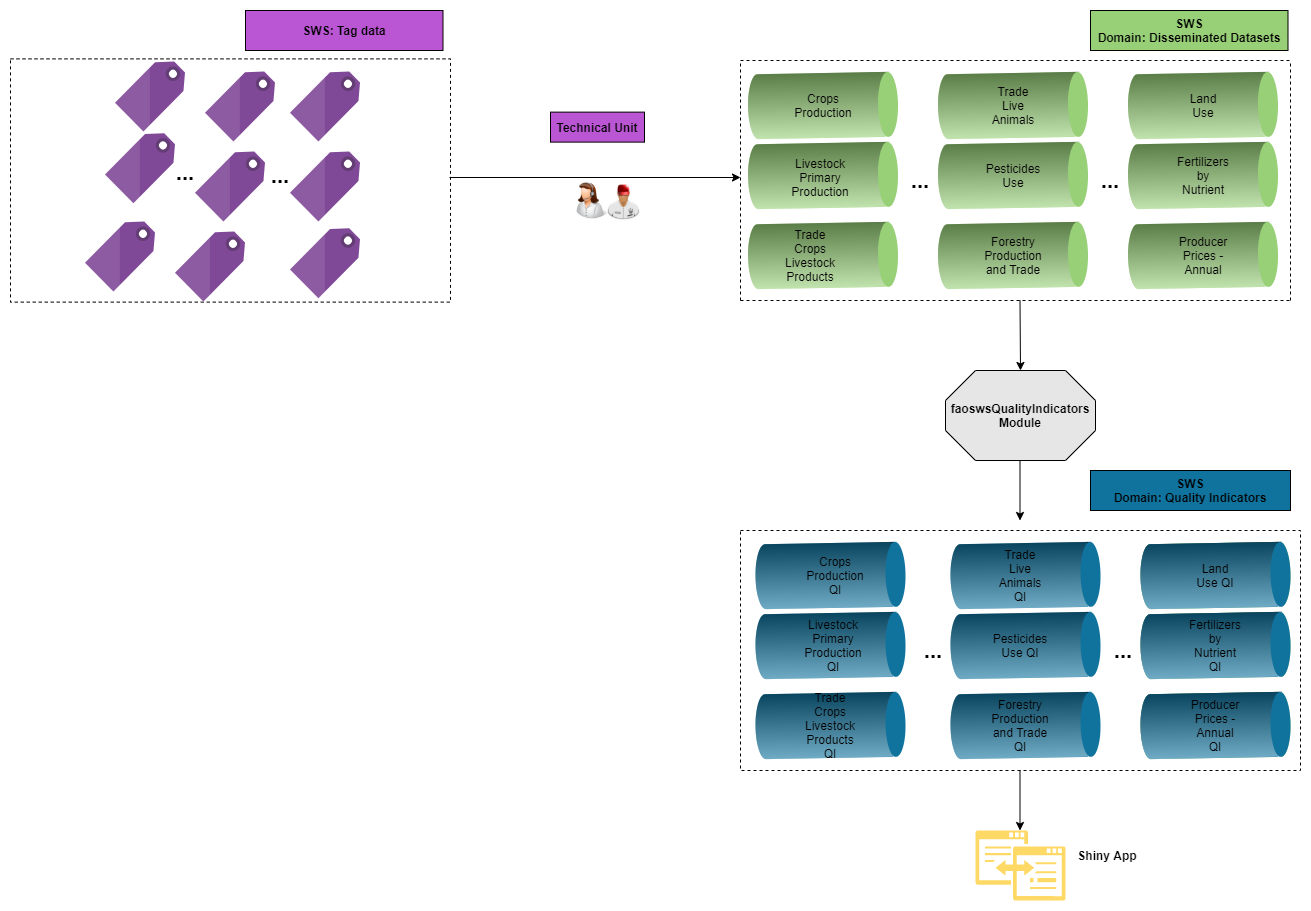 SWS: Tag data
SWS
Domain: Disseminated Datasets
...
...
Technical Unit
Crops
Production
Trade
Live
Animals
Land
Use
Livestock
Primary
Production
...
Pesticides
Use
...
Fertilizers
by
Nutrient
Trade
Crops
Livestock
Products
Forestry
Production
and Trade
Producer
Prices -
Annual
faoswsQualityIndicators
Module
SWS
Domain: Quality Indicators
Crops
Production
QI
Trade
Live
Animals
QI
Land
Use QI
Livestock
Primary
Production
QI
...
Pesticides
Use QI
...
Fertilizers
by
Nutrient
QI
Trade
Crops
Livestock
Products
QI
Forestry
Production
and Trade
QI
Producer
Prices -
Annual
QI
Shiny App